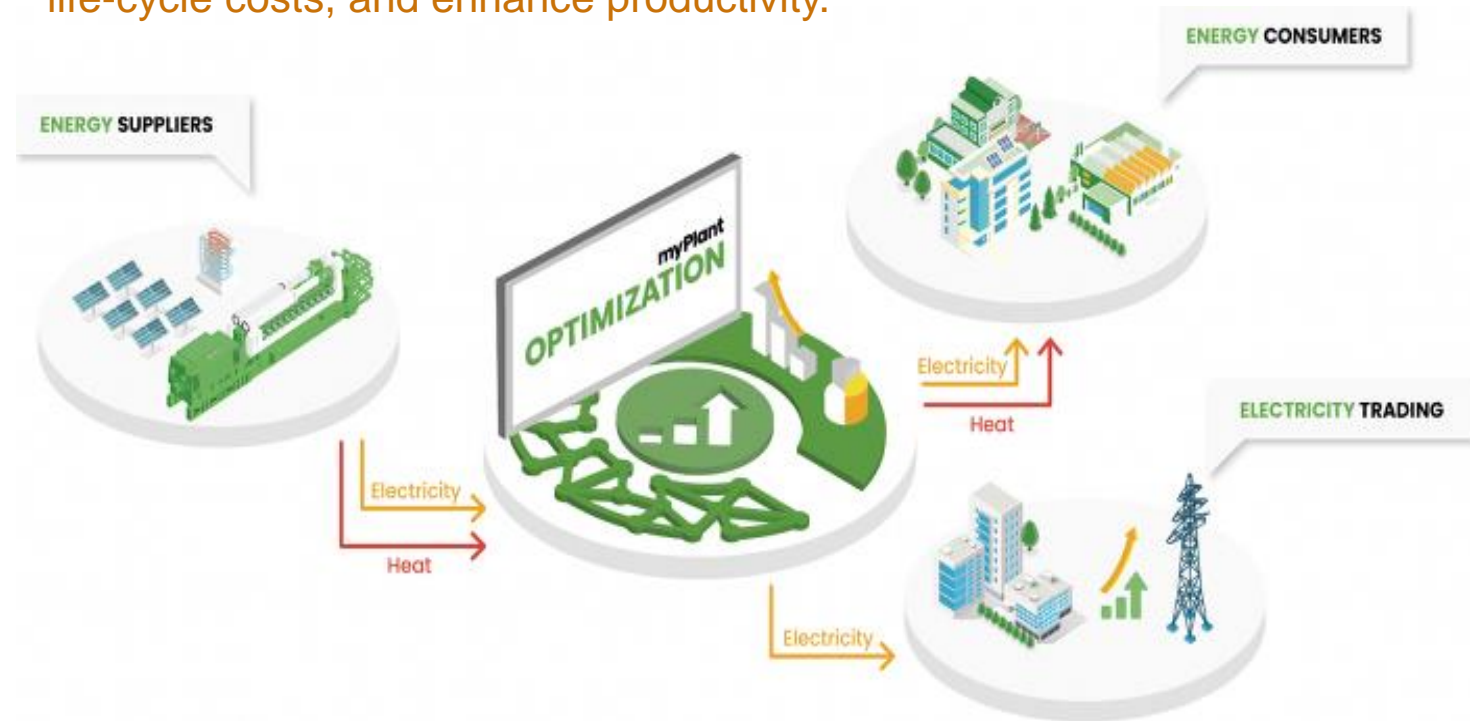 life-cycle costs, and enhance productivity.
ENERGY CONSUMERS
ENERGY SUPPLIERS
myPlant
OPTIMIZATION
Electricity
Heat
ELECTRICITY TRADING
Electricity
Heat
Electricity